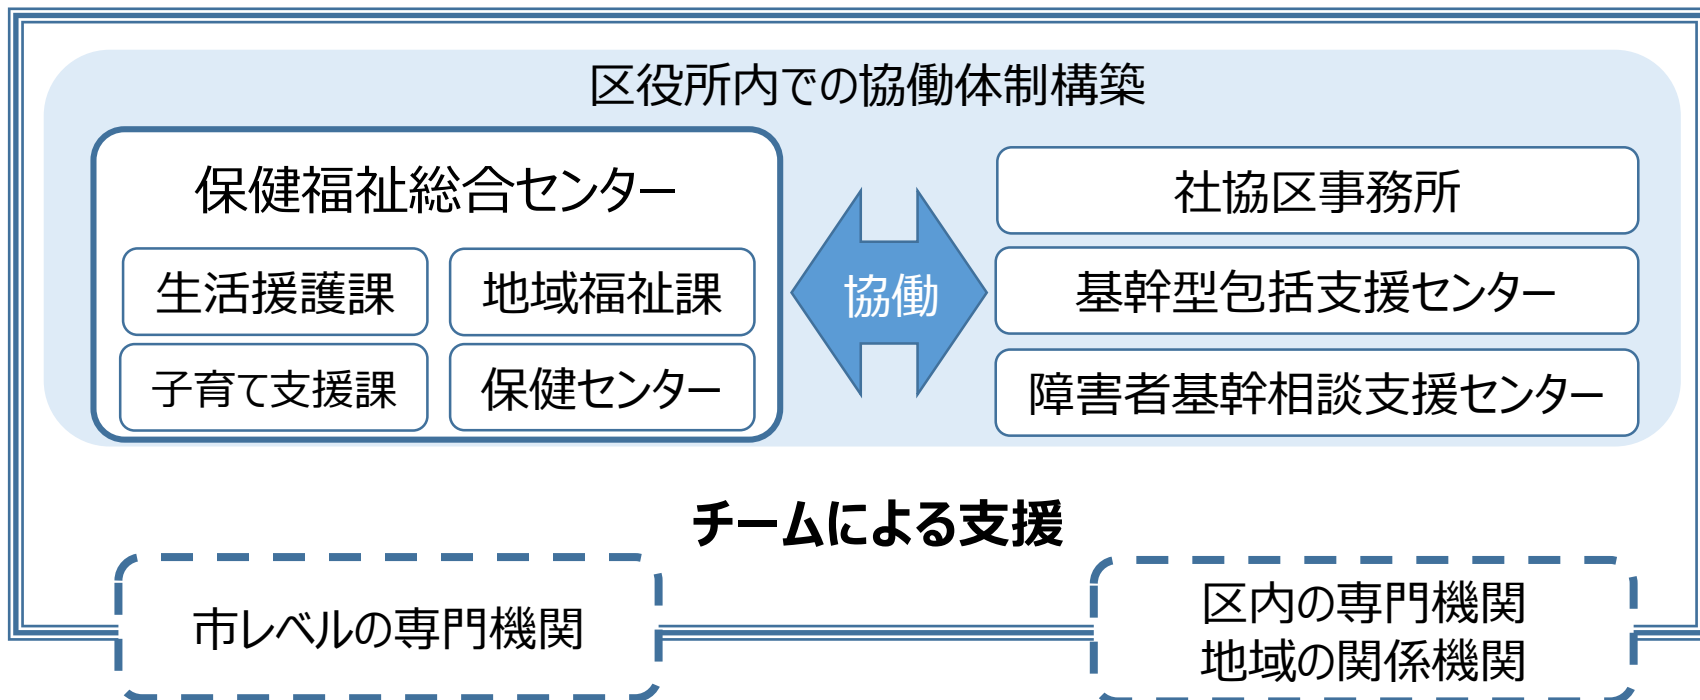 区役所内での協働体制構築
保健福祉総合センター
生活援護課
地域福祉課
子育て支援課
保健センター
協働
社協区事務所
基幹型包括支援センター
障害者基幹相談支援センター
チームによる支援
市レベルの専門機関
区内の専門機関
地域の関係機関